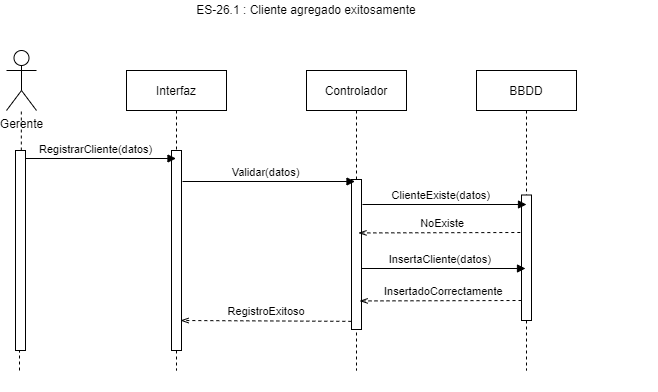 ES-26.1 : Cliente agregado exitosamente
Interfaz
Controlador
BBDD
Gerente
RegistrarCliente(datos)
Validar(datos)
ClienteExiste(datos)
NoExiste
InsertaCliente(datos)
InsertadoCorrectamente
RegistroExitoso